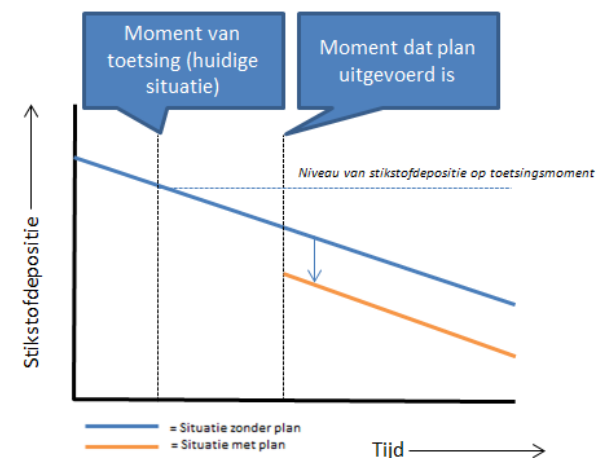 Moment van
toetsing (huidige
situatie)
Moment dat plan
uitgevoerd is
Niveau van stikstofdepositie op toetsingsmoment
Stikstofdepositie
= Situatie zonder plan
= Situatie met plan
Tijd